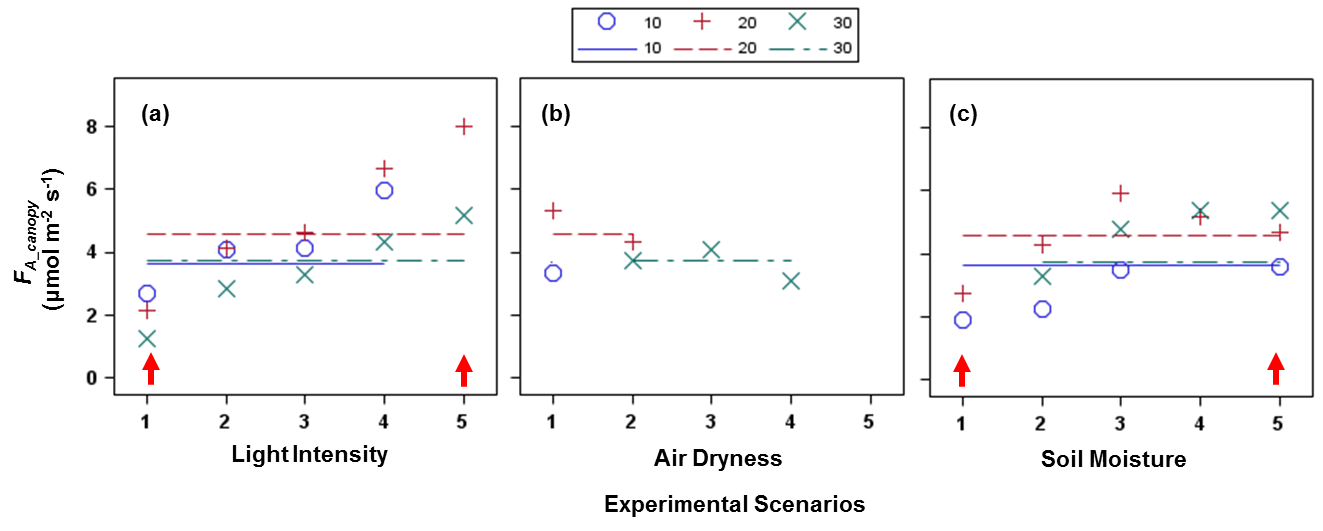 10 20 30
10 20 30
(a) (b) (c)
8
6
4
2
0
F_A_canopy
(µmol m⁻² s⁻¹)
1 2 3 4 5 1 2 3 4 5 1 2 3 4 5
Light Intensity Air Dryness Soil Moisture
Experimental Scenarios